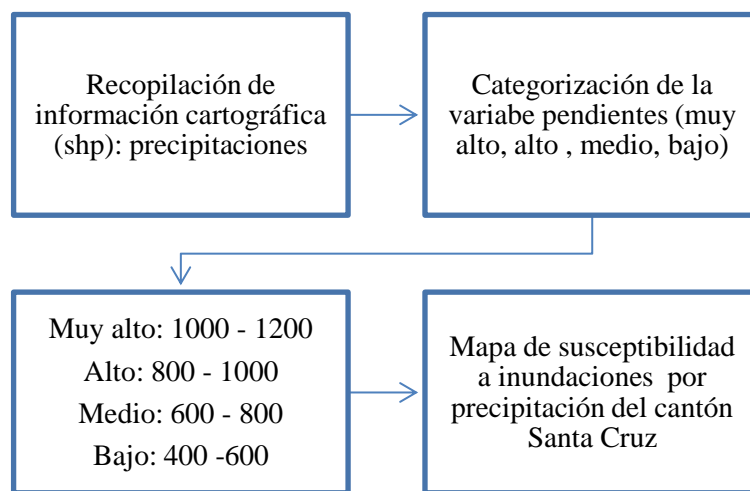 Recopilación de
información cartográfica
(shp): precipitaciones
Categorización de la
variabe pendientes (muy
alto, alto , medio, bajo)
Muy alto: 1000 - 1200
Alto: 800 - 1000
Medio: 600 - 800
Bajo: 400 -600
Mapa de susceptibilidad
a inundaciones por
precipitación del cantón
Santa Cruz